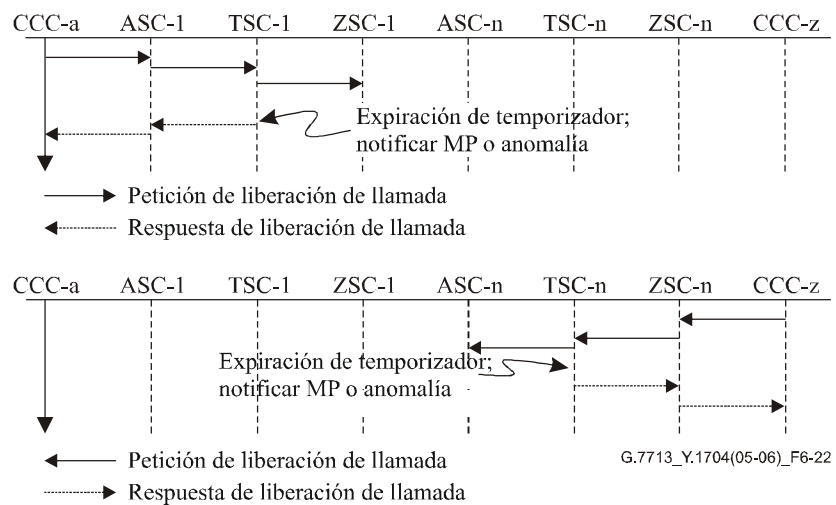 CCC-a ASC-1 TSC-1 ZSC-1 ASC-n TSC-n ZSC-n CCC-z
Expiración de temporizador;
notificar MP o anomalía
Petición de liberación de llamada
Respuesta de liberación de llamada
CCC-a ASC-1 TSC-1 ZSC-1 ASC-n TSC-n ZSC-n CCC-z
Expiración de temporizador;
notificar MP o anomalía
Petición de liberación de llamada
G.7713_Y.1704(05-06)_F6-22
Respuesta de liberación de llamada